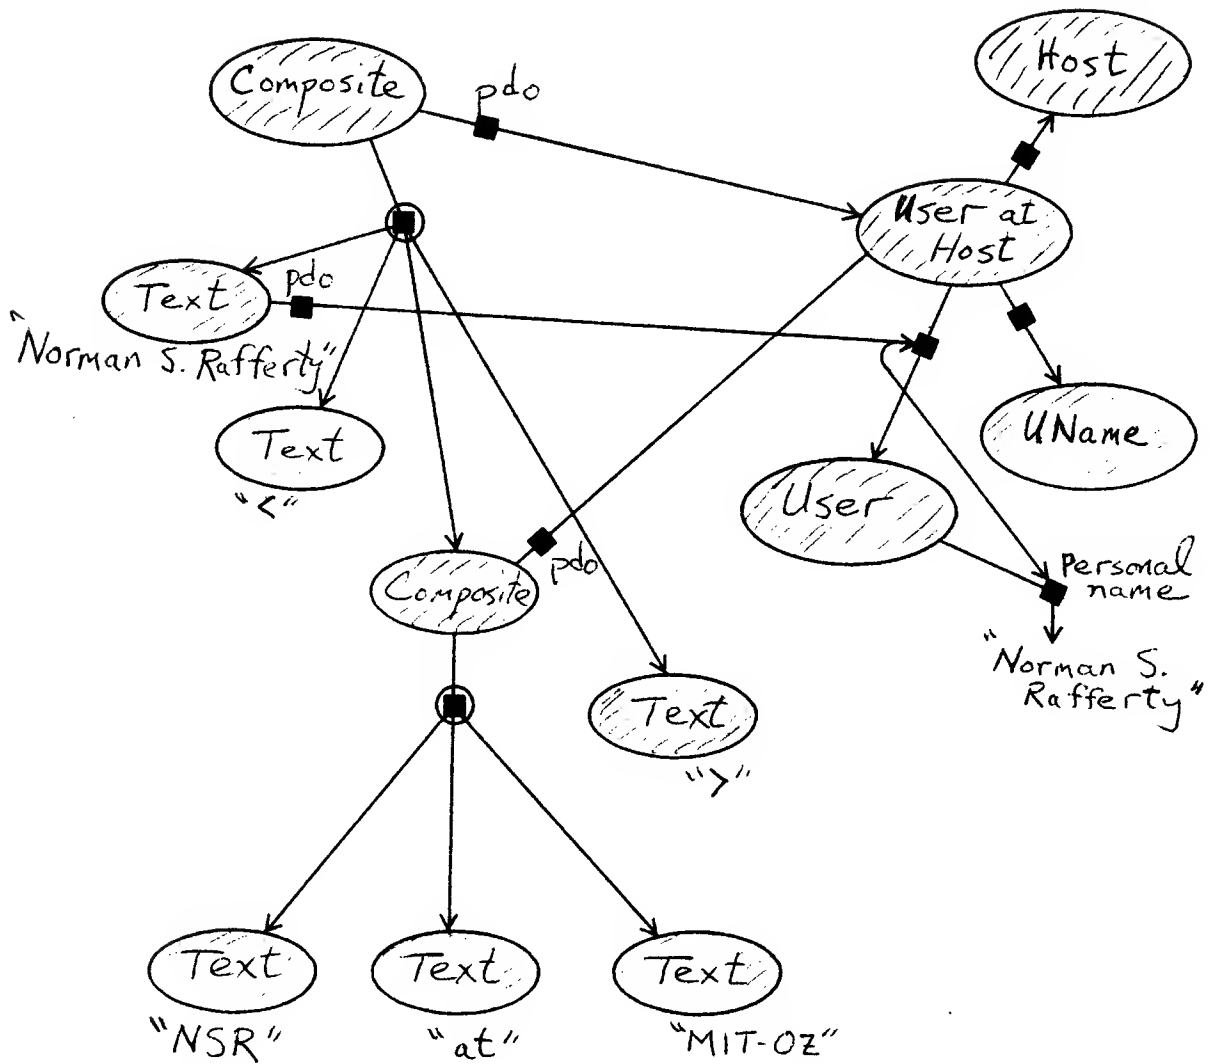 Host
Composite
pdo
User at
Host
Text
pdo
"Norman S. Rafferty"
Text
"<"
UName
User
Composite
pdo
personal
name
"Norman S.
Rafferty"
Text
">"
Text
Text
Text
"NSR"
"at"
"MIT-OZ"